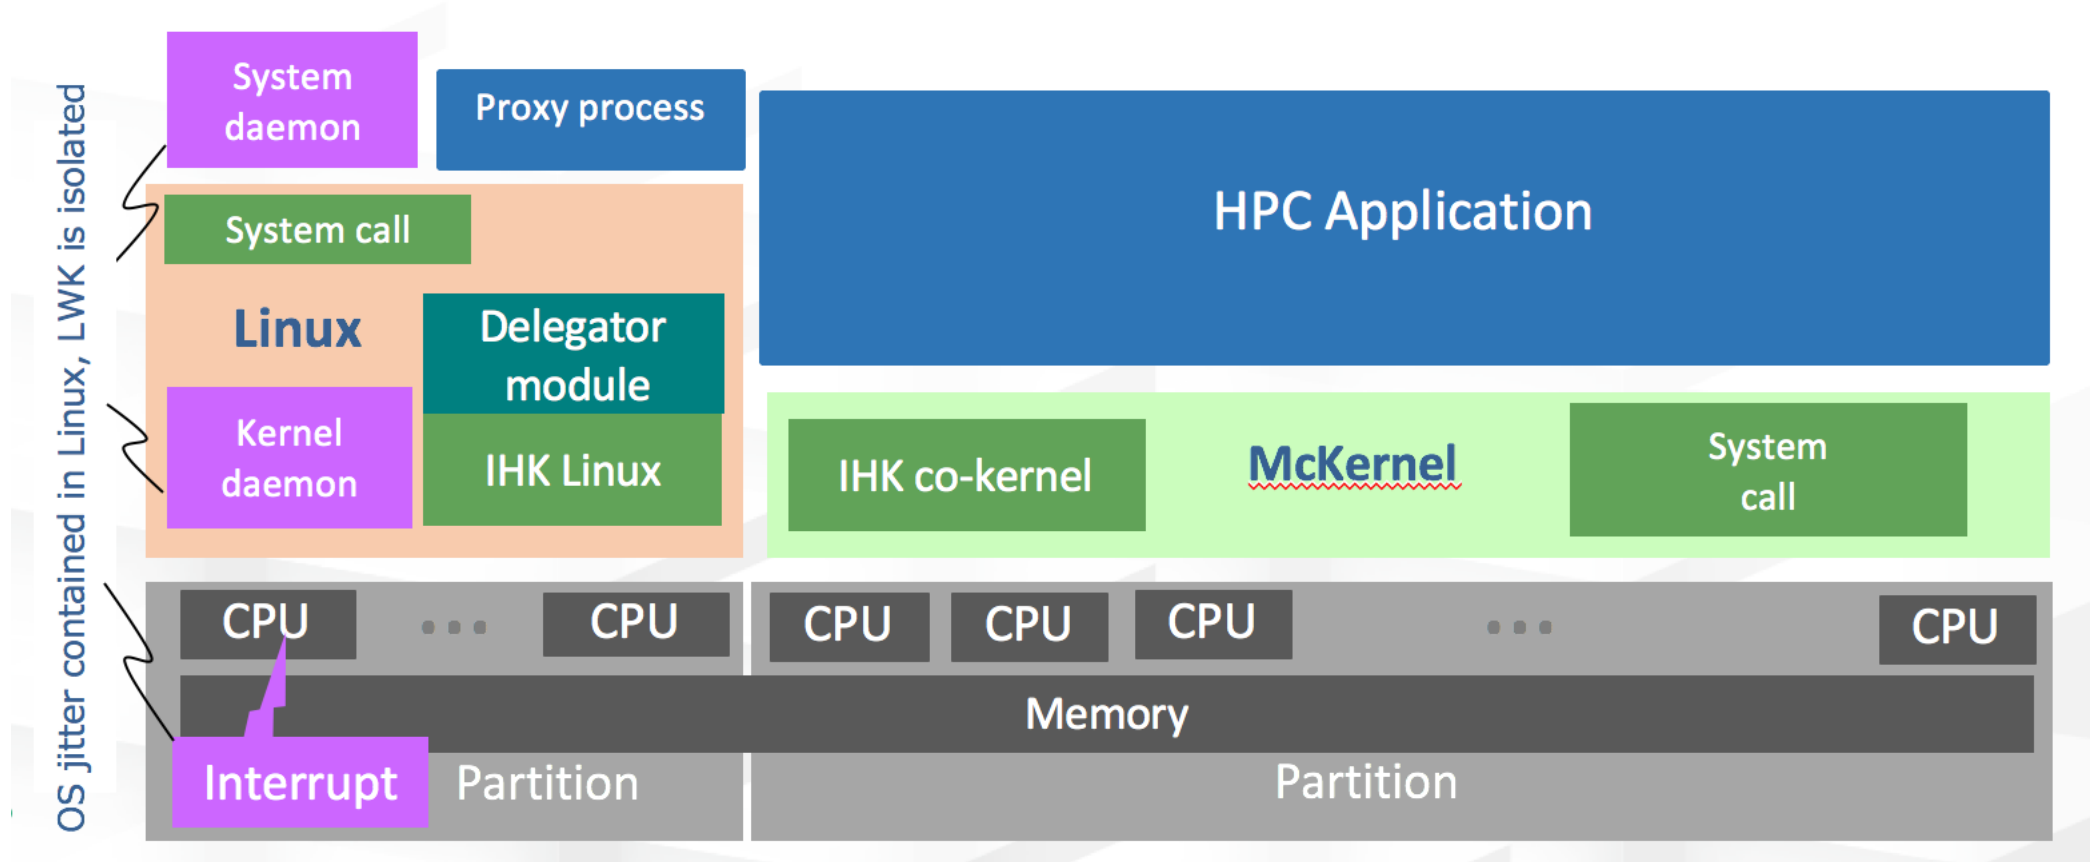 OS jitter contained in Linux, LWK is isolated
System
daemon
Proxy process
HPC Application
System call
Linux
Delegator
module
Kernel
daemon
IHK Linux
IHK co-kernel
McKernel
System
call
CPU
...
CPU
CPU
CPU
CPU
...
CPU
Memory
Interrupt
Partition
Partition